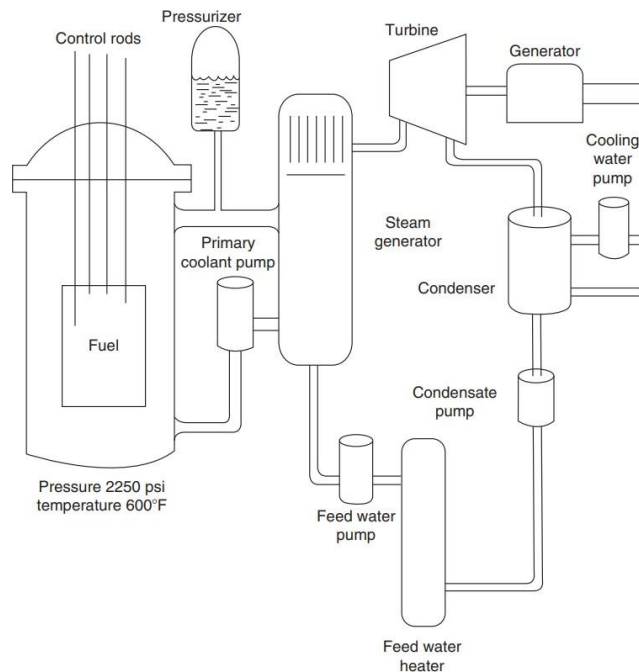 Pressurizer
Control rods
Turbine
Generator
Cooling
water
pump
Primary
coolant pump
Steam
generator
Condenser
Fuel
Condensate
pump
Pressure 2250 psi
temperature 600°F
Feed water
pump
Feed water
heater